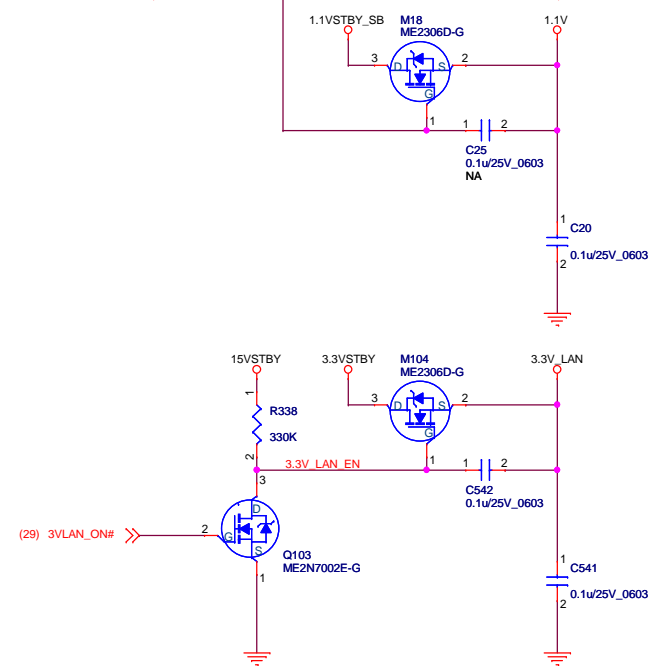 1.1VSTBY_SB
M18
ME2306D-G
1.1V
3
D
S
2
G
1
1
2
C25
0.1u/25V_0603
NA
1
C20
0.1u/25V_0603
2
15VSTBY
3.3VSTBY
M104
ME2306D-G
3.3V_LAN
1
R338
330K
2
3
D
S
2
G
1
3.3V_LAN_EN
1
2
C542
0.1u/25V_0603
3
D
(29) 3VLAN_ON#
2
G
S
Q103
ME2N7002E-G
1
1
C541
0.1u/25V_0603
2